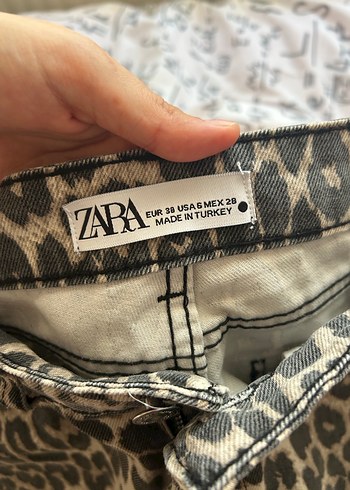 ZARA
EUR 38 USA 6 MEX 28
MADE IN TURKEY